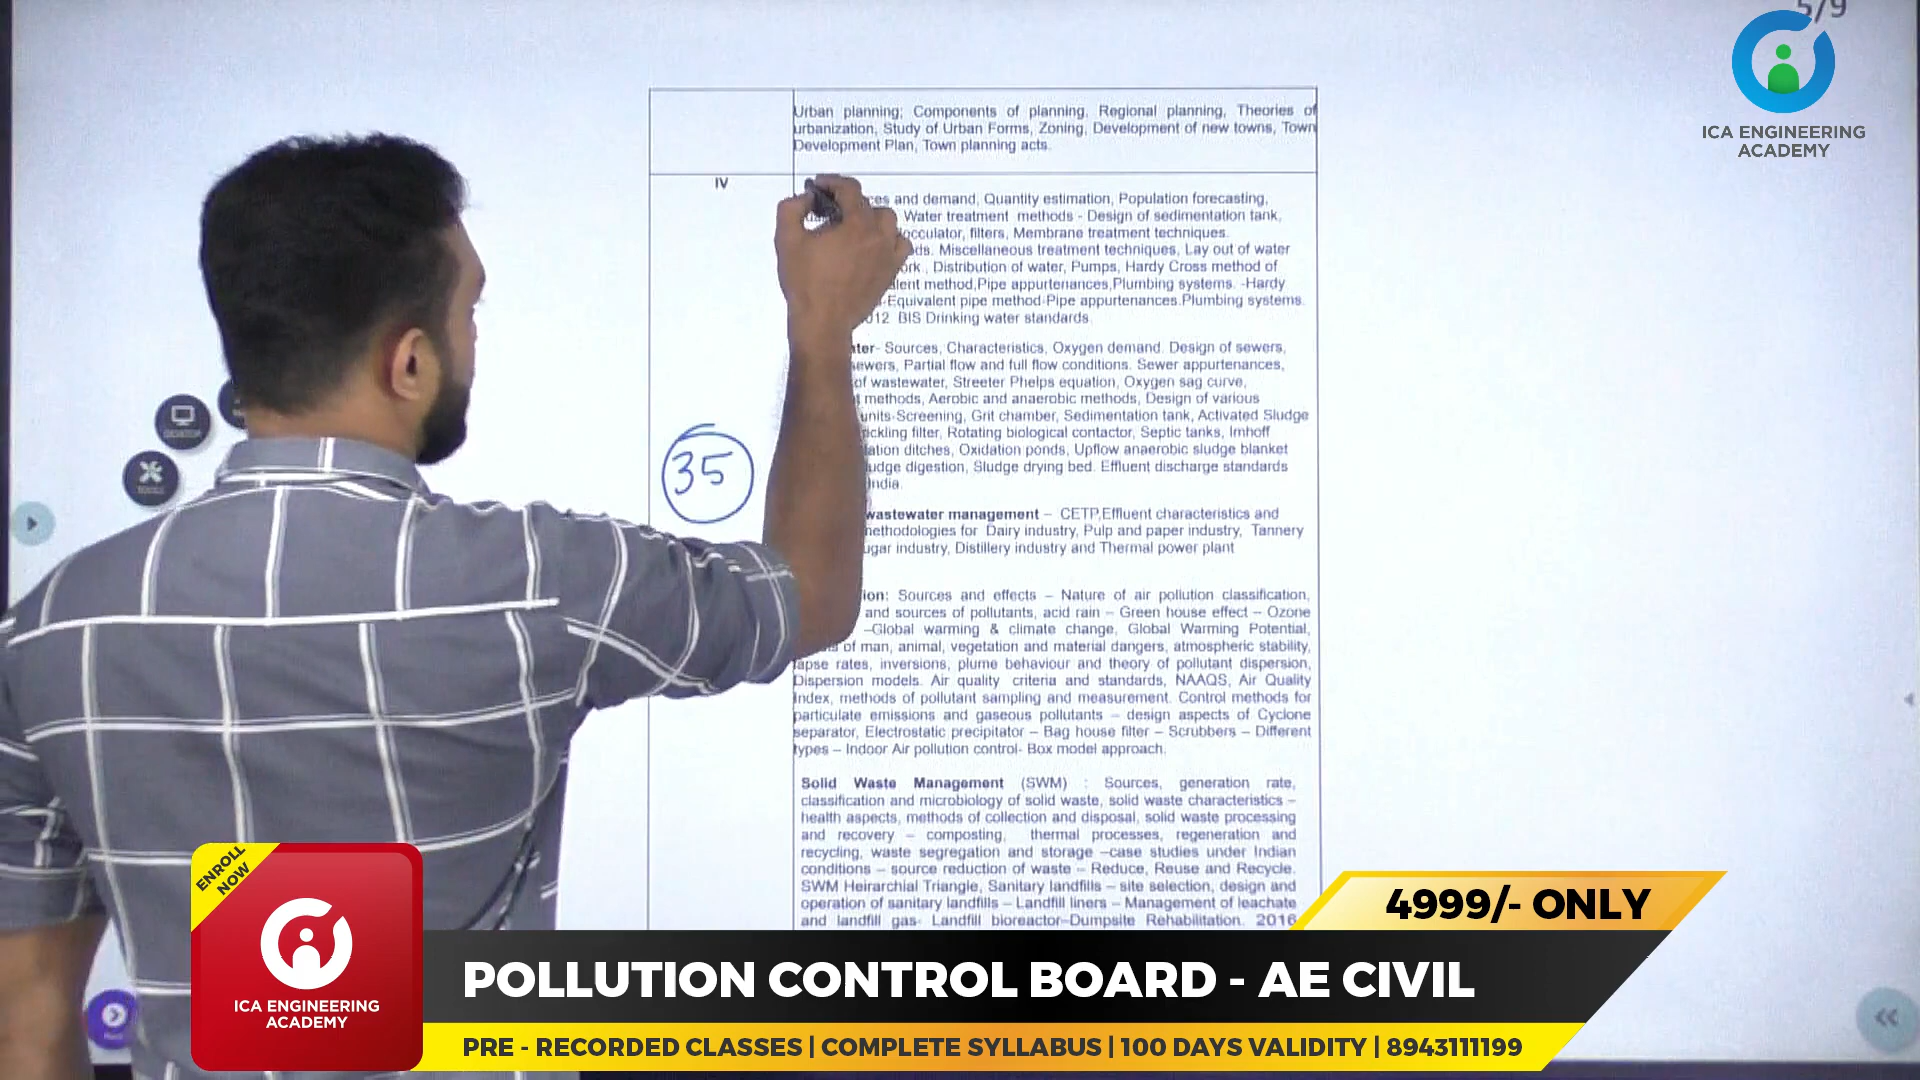 5/9
ICA ENGINEERING
ACADEMY
Urban planning; Components of planning, Regional planning, Theories of
urbanization, Study of Urban Forms, Zoning, Development of new towns, Town
Development Plan, Town planning acts.
IV
and demand, Quantity estimation, Population forecasting,
Water treatment methods - Design of sedimentation tank,
filters, Membrane treatment techniques.
Miscellaneous treatment techniques, Lay out of water
Distribution of water, Pumps, Hardy Cross method of
method,Pipe appurtenances,Plumbing systems. -Hardy
-Equivalent pipe method-Pipe appurtenances.Plumbing systems.
BIS Drinking water standards.
- Sources, Characteristics, Oxygen demand. Design of sewers,
Partial flow and full flow conditions. Sewer appurtenances,
of wastewater, Streeter Phelps equation, Oxygen sag curve,
methods, Aerobic and anaerobic methods, Design of various
units-Screening, Grit chamber, Sedimentation tank, Activated Sludge
filter, Rotating biological contactor, Septic tanks, Imhoff
ditches, Oxidation ponds, Upflow anaerobic sludge blanket
digestion, Sludge drying bed. Effluent discharge standards
India.
35
wastewater management – CETP,Effluent characteristics and
for Dairy industry, Pulp and paper industry, Tannery
industry, Distillery industry and Thermal power plant
Sources and effects – Nature of air pollution classification,
and sources of pollutants, acid rain – Green house effect – Ozone
–Global warming & climate change, Global Warming Potential,
of man, animal, vegetation and material dangers, atmospheric stability,
lapse rates, inversions, plume behaviour and theory of pollutant dispersion,
Dispersion models. Air quality criteria and standards, NAAQS, Air Quality
Index, methods of pollutant sampling and measurement. Control methods for
particulate emissions and gaseous pollutants – design aspects of Cyclone
separator, Electrostatic precipitator – Bag house filter – Scrubbers – Different
types – Indoor Air pollution control- Box model approach.
Solid Waste Management (SWM) : Sources, generation rate,
classification and microbiology of solid waste, solid waste characteristics –
health aspects, methods of collection and disposal, solid waste processing
and recovery – composting, thermal processes, regeneration and
recycling, waste segregation and storage –case studies under Indian
conditions – source reduction of waste – Reduce, Reuse and Recycle.
SWM Heirarchial Triangle, Sanitary landfills – site selection, design and
operation of sanitary landfills – Landfill liners – Management of leachate
and landfill gas- Landfill bioreactor–Dumpsite Rehabilitation. 2016
TOOLS
ENROLL
NOW
ICA ENGINEERING
ACADEMY
4999/- ONLY
POLLUTION CONTROL BOARD - AE CIVIL
PRE - RECORDED CLASSES | COMPLETE SYLLABUS | 100 DAYS VALIDITY | 8943111199